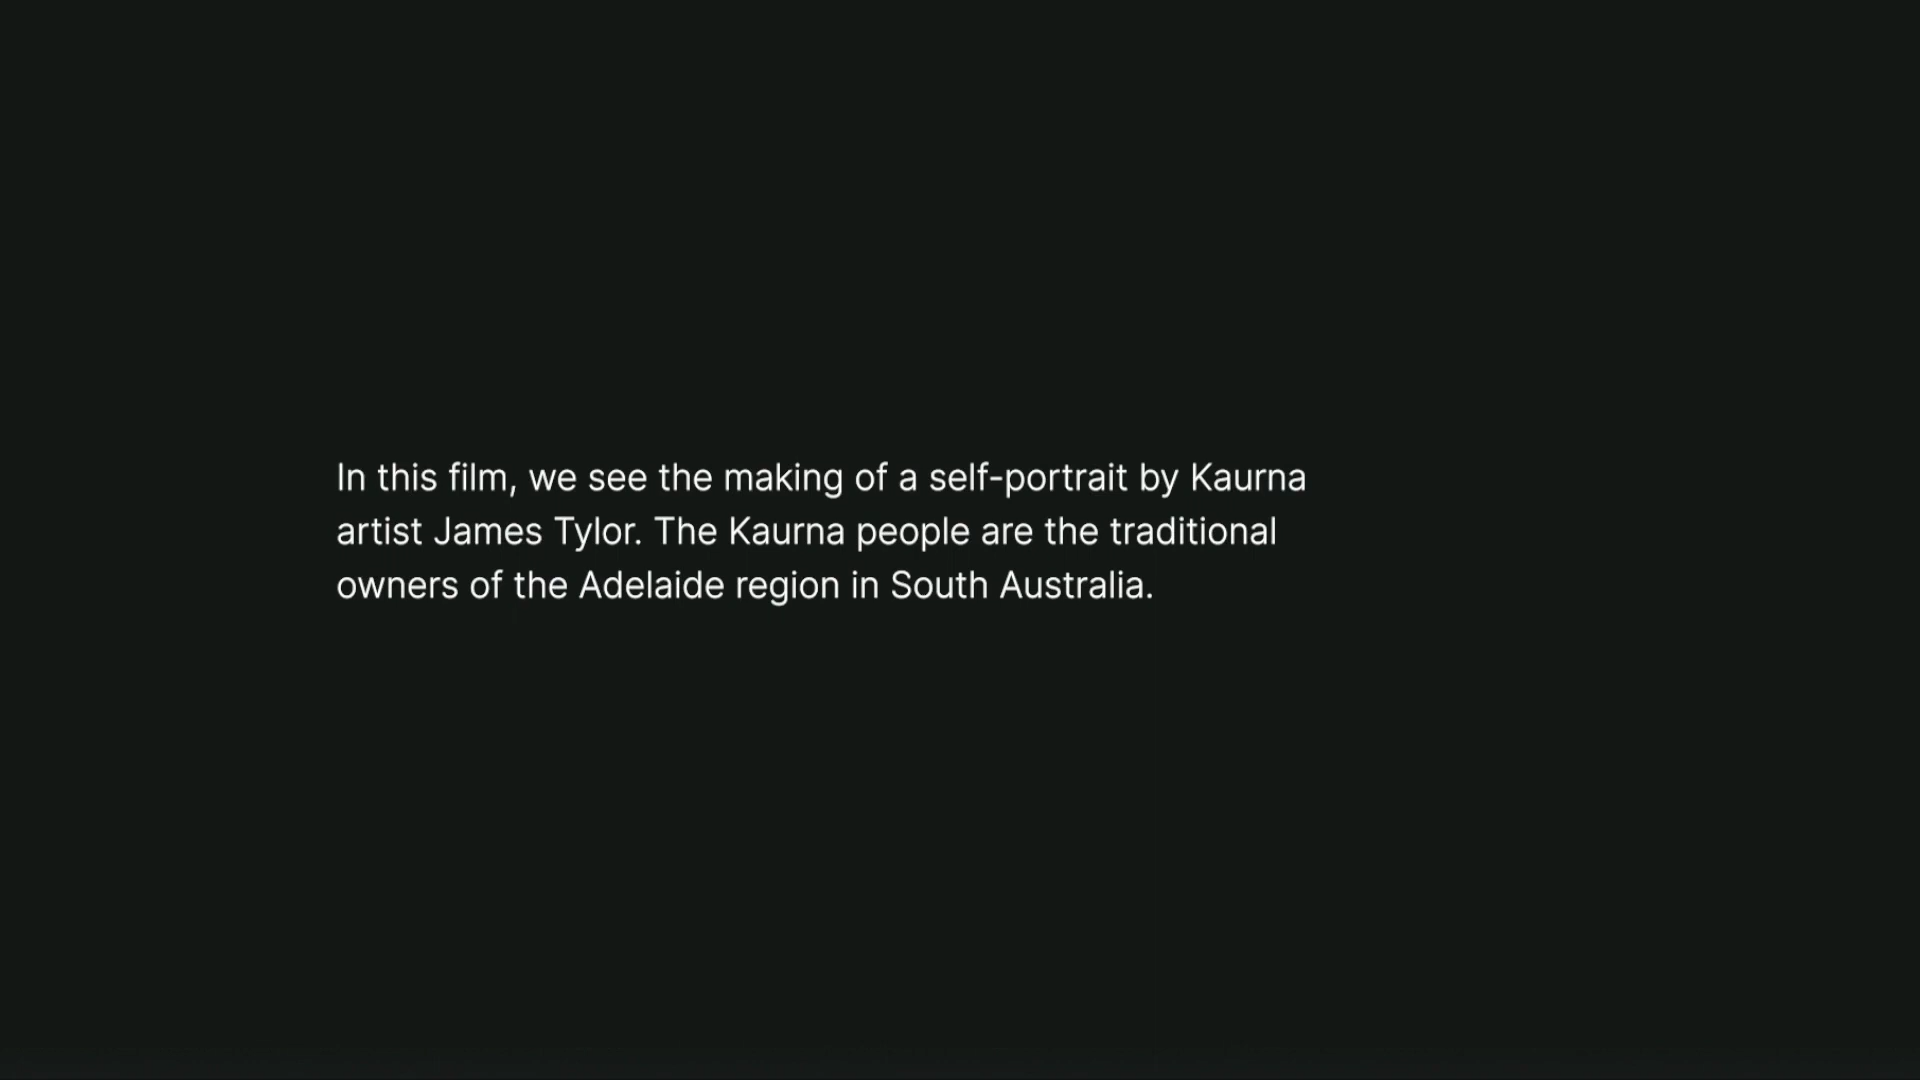 In this film, we see the making of a self-portrait by Kaurna
artist James Tylor. The Kaurna people are the traditional
owners of the Adelaide region in South Australia.